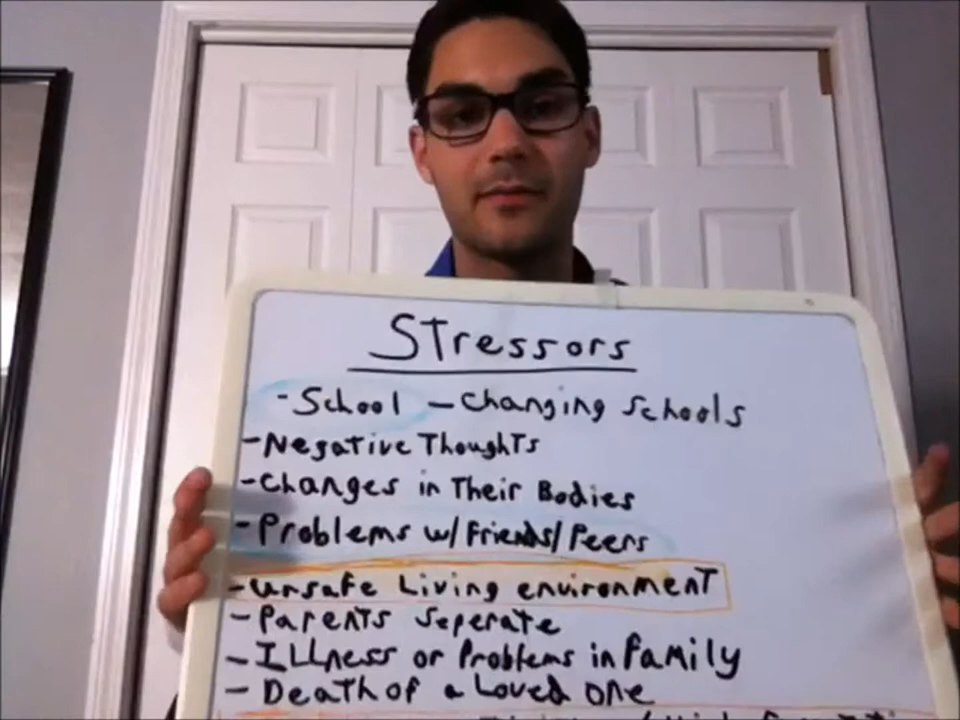 Stressors
- School - Changing Schools
- Negative Thoughts
- Changes in Their Bodies
- Problems w/ Friends/Peers
- unsafe Living environment
- Parents Seperate
- Illness or Problems in family
- Death of a Loved one